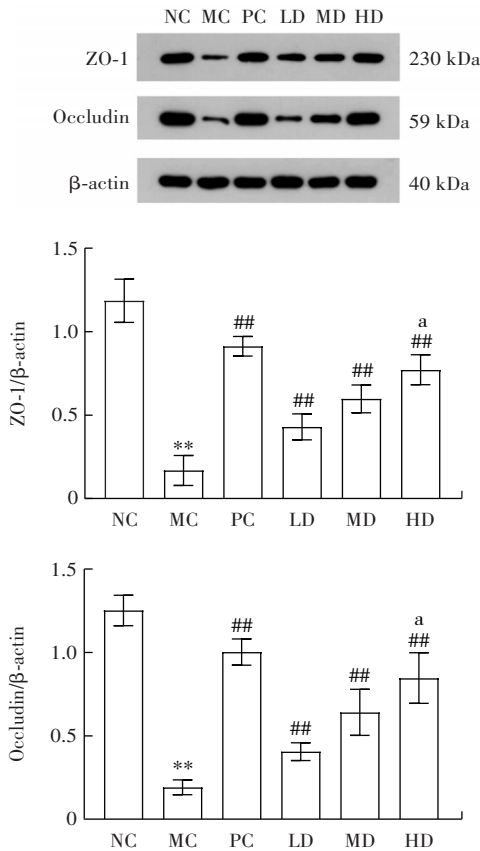 NC MC PC LD MD HD
ZO-1 230 kDa
Occludin 59 kDa
β-actin 40 kDa
ZO-1/β-actin
1.5
1.0
0.5
0
**
##
##
##
a
##
NC MC PC LD MD HD
Occludin/β-actin
1.5
1.0
0.5
0
**
##
##
##
a
##
NC MC PC LD MD HD